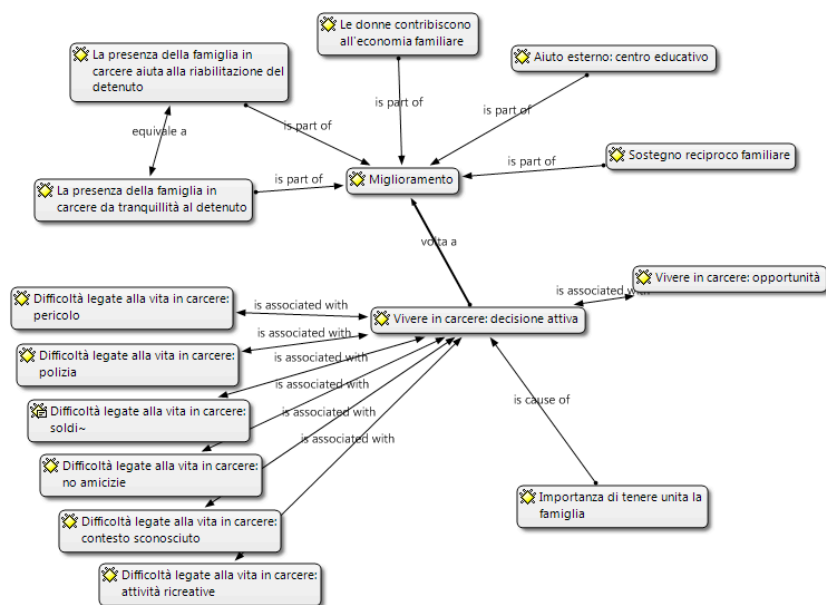 Le donne contribiscono
all'economia familiare
La presenza della famiglia in
carcere aiuta alla riabilitazione del
detenuto
Aiuto esterno: centro educativo
is part of
equivale a
is part of
is part of
Sostegno reciproco familiare
is part of
La presenza della famiglia in
carcere da tranquillità al detenuto
is part of
Miglioramento
volta a
Vivere in carcere: opportunità
is associated with
Difficoltà legate alla vita in carcere:
pericolo
is associated with
Vivere in carcere: decisione attiva
is associated with
Difficoltà legate alla vita in carcere:
polizia
is associated with
is associated with
Difficoltà legate alla vita in carcere:
soldi~
is associated with
is cause of
is associated with
Difficoltà legate alla vita in carcere:
no amicizie
Importanza di tenere unita la
famiglia
Difficoltà legate alla vita in carcere:
contesto sconosciuto
Difficoltà legate alla vita in carcere:
attività ricreative